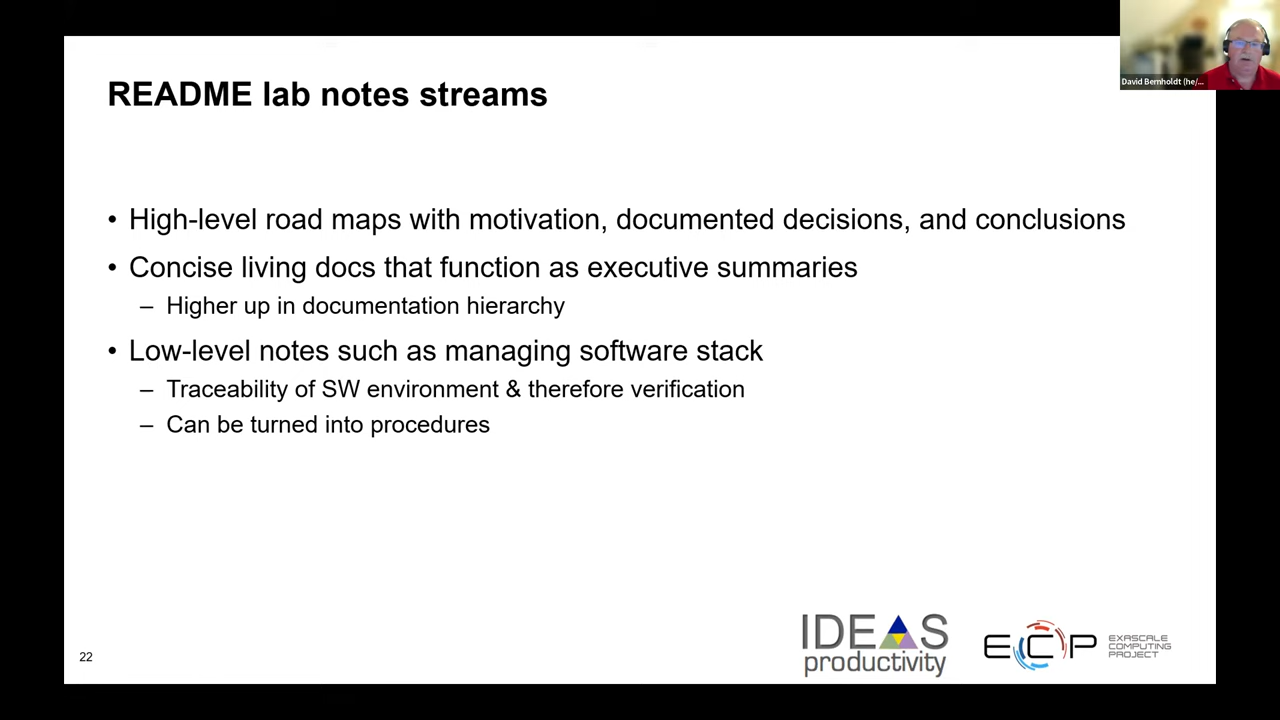 David Bernholdt (he/...
README lab notes streams
• High-level road maps with motivation, documented decisions, and conclusions
• Concise living docs that function as executive summaries
– Higher up in documentation hierarchy
• Low-level notes such as managing software stack
– Traceability of SW environment & therefore verification
– Can be turned into procedures
22
IDEAS
productivity
ECP
EXASCALE
COMPUTING
PROJECT